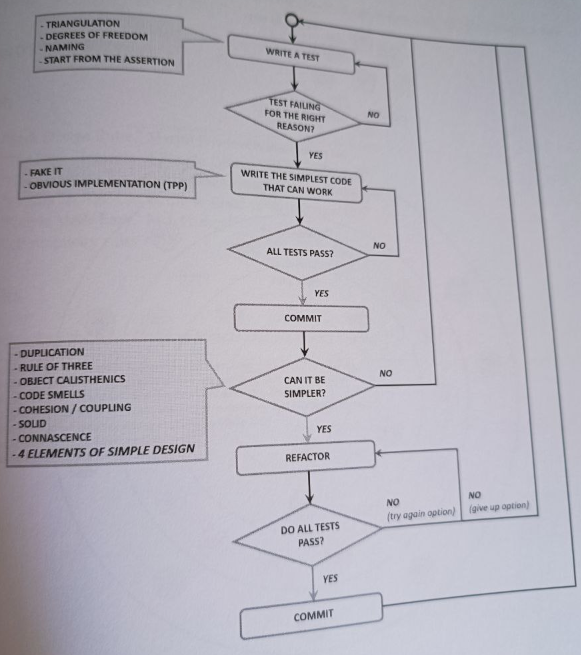 - TRIANGULATION
- DEGREES OF FREEDOM
- NAMING
- START FROM THE ASSERTION
WRITE A TEST
TEST FAILING
FOR THE RIGHT
REASON?
NO
YES
- FAKE IT
- OBVIOUS IMPLEMENTATION (TPP)
WRITE THE SIMPLEST CODE
THAT CAN WORK
ALL TESTS PASS?
NO
YES
COMMIT
- DUPLICATION
- RULE OF THREE
- OBJECT CALISTHENICS
- CODE SMELLS
- COHESION / COUPLING
- SOLID
- CONNASCENCE
- 4 ELEMENTS OF SIMPLE DESIGN
CAN IT BE
SIMPLER?
NO
YES
REFACTOR
NO
(try again option)
NO
(give up option)
DO ALL TESTS
PASS?
YES
COMMIT